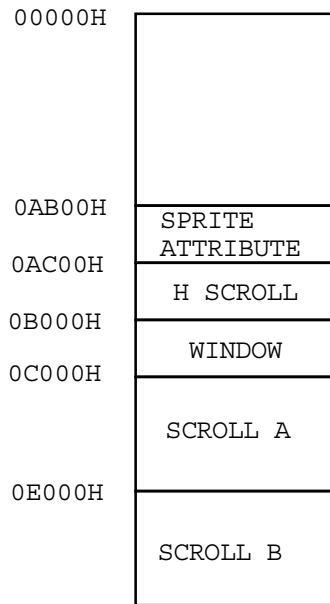 00000H
0AB00H
SPRITE
ATTRIBUTE
0AC00H
H SCROLL
0B000H
WINDOW
0C000H
SCROLL A
0E000H
SCROLL B